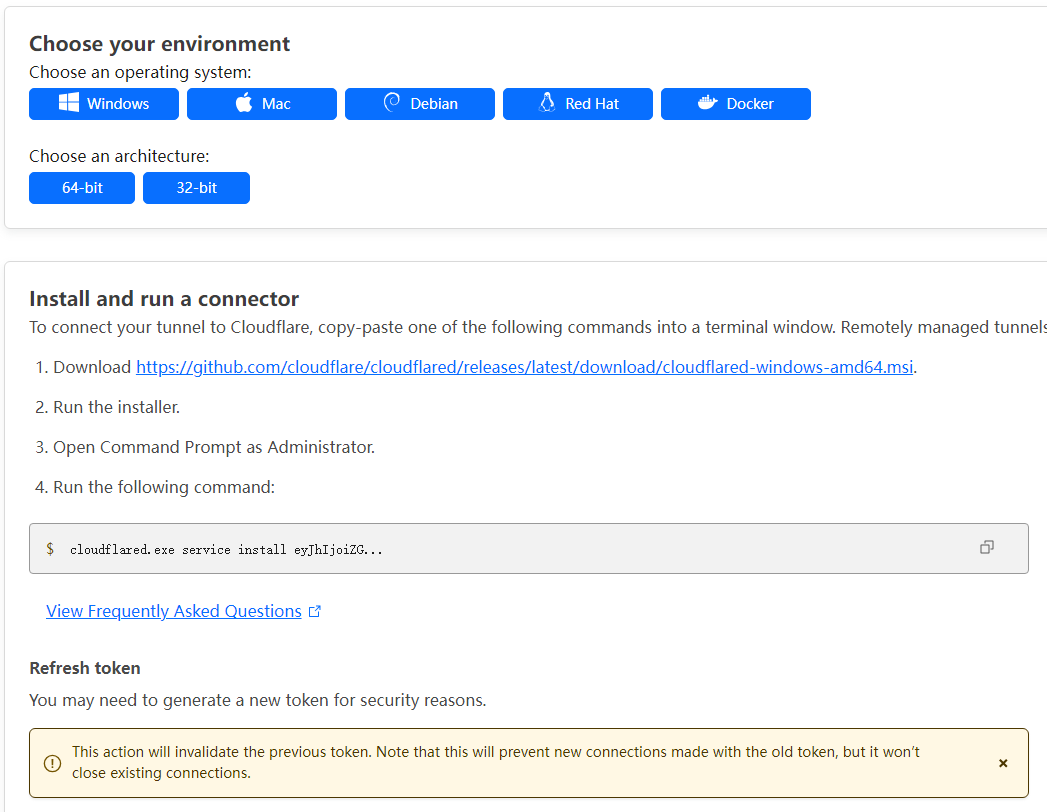 Choose your environment
Choose an operating system:
Windows Mac Debian Red Hat Docker
Choose an architecture:
64-bit 32-bit
Install and run a connector
To connect your tunnel to Cloudflare, copy-paste one of the following commands into a terminal window. Remotely managed tunnels
1. Download https://github.com/cloudflare/cloudflared/releases/latest/download/cloudflared-windows-amd64.msi.
2. Run the installer.
3. Open Command Prompt as Administrator.
4. Run the following command:
$ cloudflared.exe service install eyJhIjoiZG...
View Frequently Asked Questions
Refresh token
You may need to generate a new token for security reasons.
This action will invalidate the previous token. Note that this will prevent new connections made with the old token, but it won’t
close existing connections.